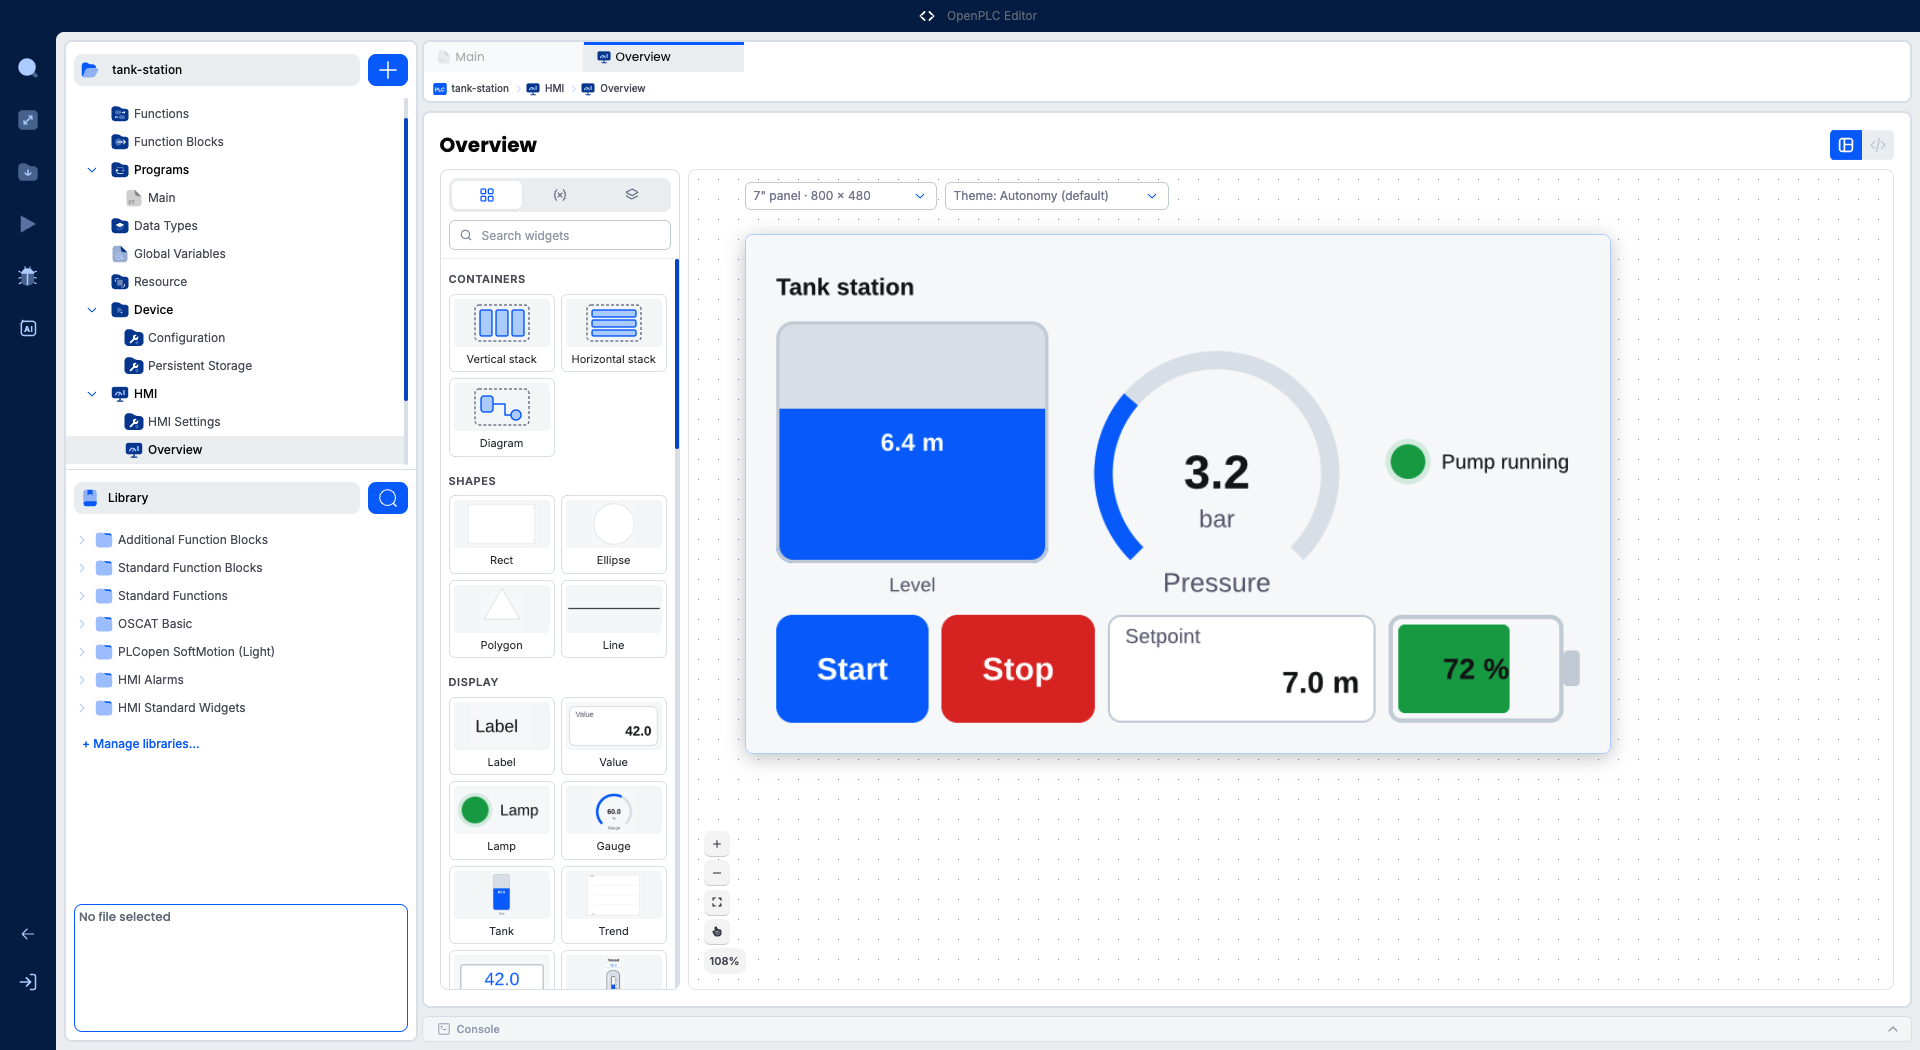 OpenPLC Editor
tank-station
Functions
Function Blocks
Programs
Main
Data Types
Global Variables
Resource
Device
Configuration
Persistent Storage
HMI
HMI Settings
Overview
Library
Additional Function Blocks
Standard Function Blocks
Standard Functions
OSCAT Basic
PLCopen SoftMotion (Light)
HMI Alarms
HMI Standard Widgets
+ Manage libraries...
No file selected
Main
Overview
PLC tank-station HMI Overview
Overview
Search widgets
CONTAINERS
Vertical stack
Horizontal stack
Diagram
SHAPES
Rect
Ellipse
Polygon
Line
DISPLAY
Label
Label
Value
42.0
Value
Lamp
Lamp
60.0
Gauge
Gauge
Tank
Trend
42.0
7" panel · 800 × 480
Theme: Autonomy (default)
Tank station
6.4 m
Level
3.2
bar
Pressure
Pump running
Start
Stop
Setpoint
7.0 m
72 %
108%
Console
AI